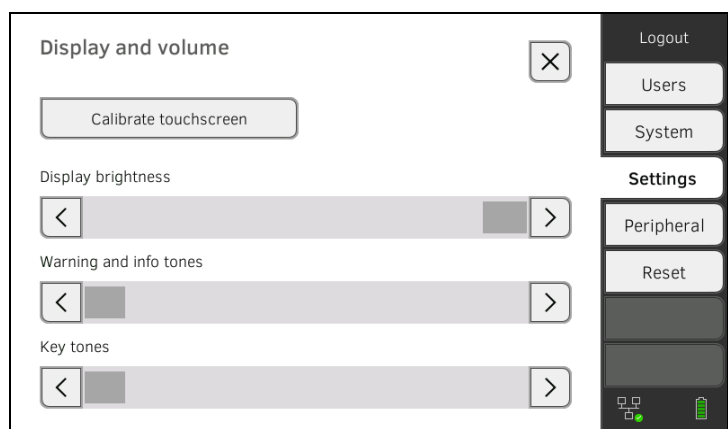 Display and volume
Calibrate touchscreen
Display brightness
Warning and info tones
Key tones
Logout
Users
System
Settings
Peripheral
Reset